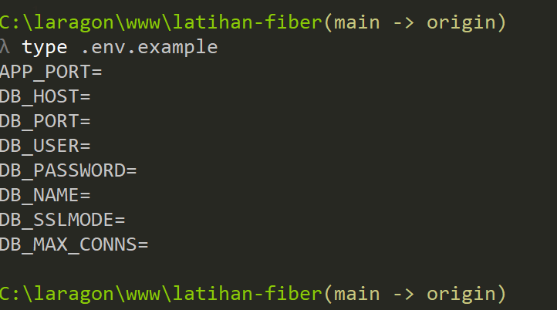 C:\laragon\www\latihan-fiber(main -> origin)
λ type .env.example
APP_PORT=
DB_HOST=
DB_PORT=
DB_USER=
DB_PASSWORD=
DB_NAME=
DB_SSLMODE=
DB_MAX_CONNS=
C:\laragon\www\latihan-fiber(main -> origin)